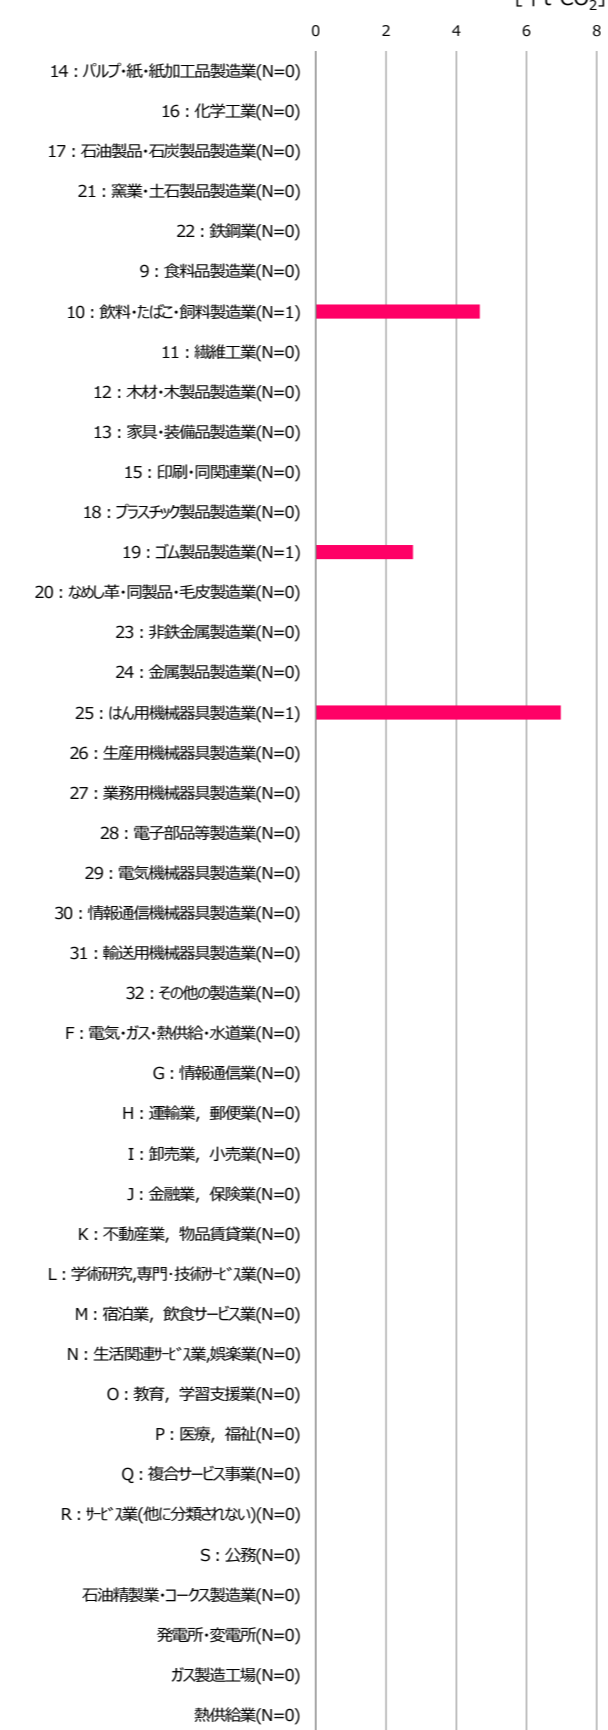 0 2 4 6 8
14：パルプ・紙・紙加工品製造業(N=0)
16：化学工業(N=0)
17：石油製品・石炭製品製造業(N=0)
21：窯業・土石製品製造業(N=0)
22：鉄鋼業(N=0)
9：食料品製造業(N=0)
10：飲料・たばこ・飼料製造業(N=1)
11：繊維工業(N=0)
12：木材・木製品製造業(N=0)
13：家具・装備品製造業(N=0)
15：印刷・同関連業(N=0)
18：プラスチック製品製造業(N=0)
19：ゴム製品製造業(N=1)
20：なめし革・同製品・毛皮製造業(N=0)
23：非鉄金属製造業(N=0)
24：金属製品製造業(N=0)
25：はん用機械器具製造業(N=1)
26：生産用機械器具製造業(N=0)
27：業務用機械器具製造業(N=0)
28：電子部品等製造業(N=0)
29：電気機械器具製造業(N=0)
30：情報通信機械器具製造業(N=0)
31：輸送用機械器具製造業(N=0)
32：その他の製造業(N=0)
F：電気・ガス・熱供給・水道業(N=0)
G：情報通信業(N=0)
H：運輸業，郵便業(N=0)
I：卸売業，小売業(N=0)
J：金融業，保険業(N=0)
K：不動産業，物品賃貸業(N=0)
L：学術研究,専門・技術ｻｰﾋﾞｽ業(N=0)
M：宿泊業，飲食サービス業(N=0)
N：生活関連ｻｰﾋﾞｽ業,娯楽業(N=0)
O：教育，学習支援業(N=0)
P：医療，福祉(N=0)
Q：複合サービス事業(N=0)
R：ｻｰﾋﾞｽ業(他に分類されない)(N=0)
S：公務(N=0)
石油精製業・コークス製造業(N=0)
発電所・変電所(N=0)
ガス製造工場(N=0)
熱供給業(N=0)